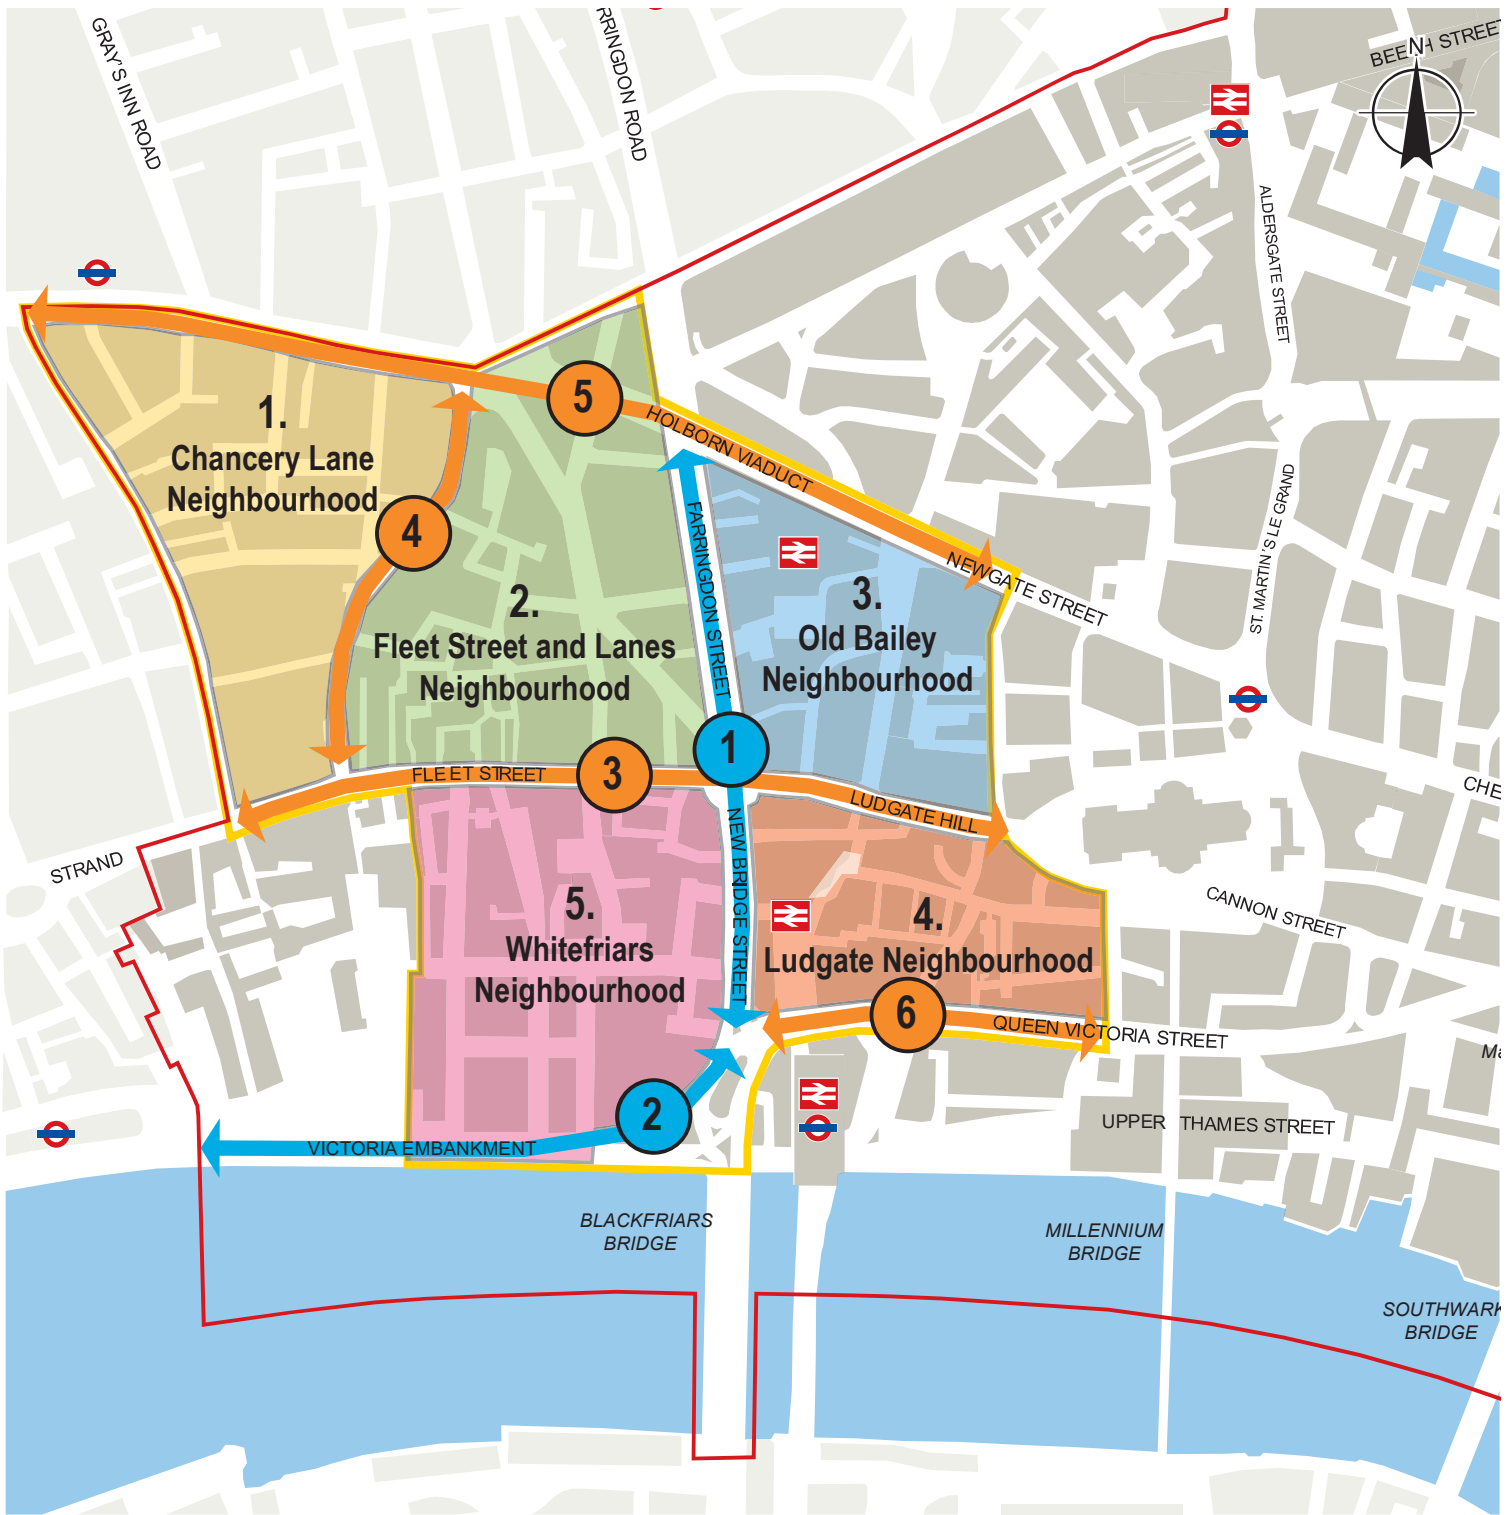 GRAY'S INN ROAD
RRINGDON ROAD
BEE H STREET
N
ALDERSGATE STREET
1.
Chancery Lane
Neighbourhood
5
HOLBORN VIADUCT
4
FARRINGDON STREET
NEWGATE STREET
ST. MARTIN'S LE GRAND
2.
Fleet Street and Lanes
Neighbourhood
3.
Old Bailey
Neighbourhood
1
FLEET STREET
3
LUDGATE HILL
CHE
STRAND
NEW BRIDGE STREET
CANNON STREET
5.
Whitefriars
Neighbourhood
4.
Ludgate Neighbourhood
6
QUEEN VICTORIA STREET
Ma
2
VICTORIA EMBANKMENT
UPPER THAMES STREET
BLACKFRIARS
BRIDGE
MILLENNIUM
BRIDGE
SOUTHWARK
BRIDGE